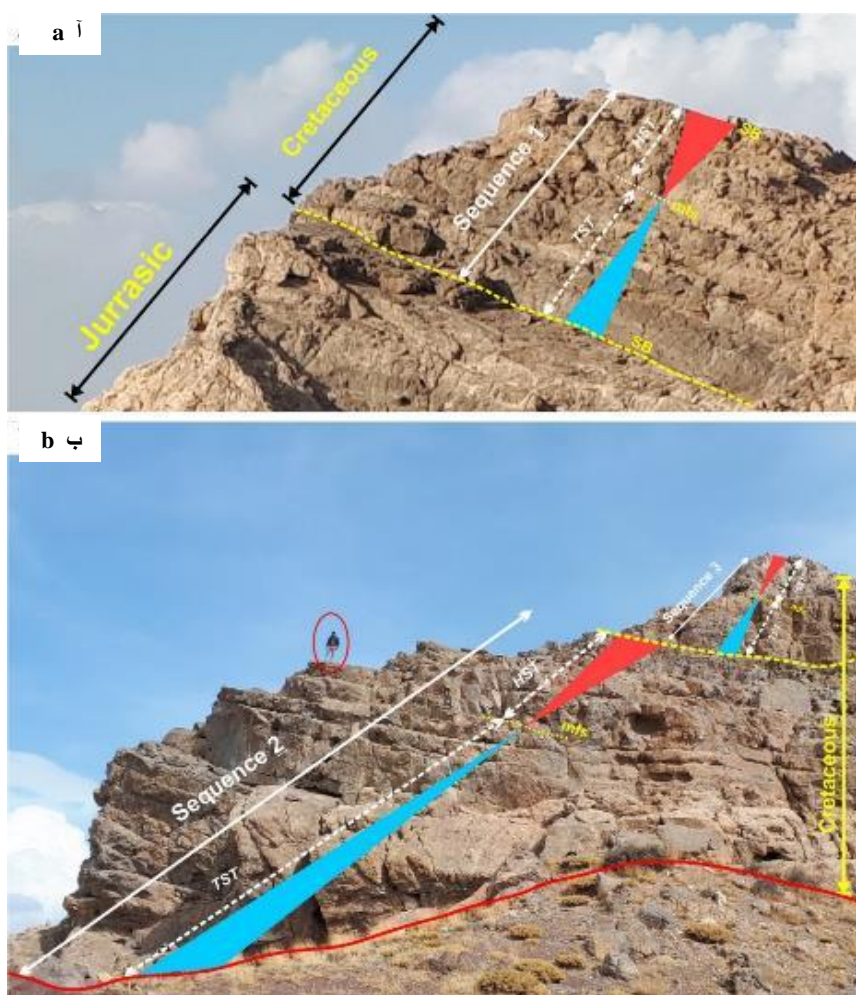 a آ
Cretaceous
Jurrasic
Sequence 1
HST
TST
SB
mfs
SB
b ب
Sequence 2
TST
HST
mfs
Sequence 3
Cretaceous